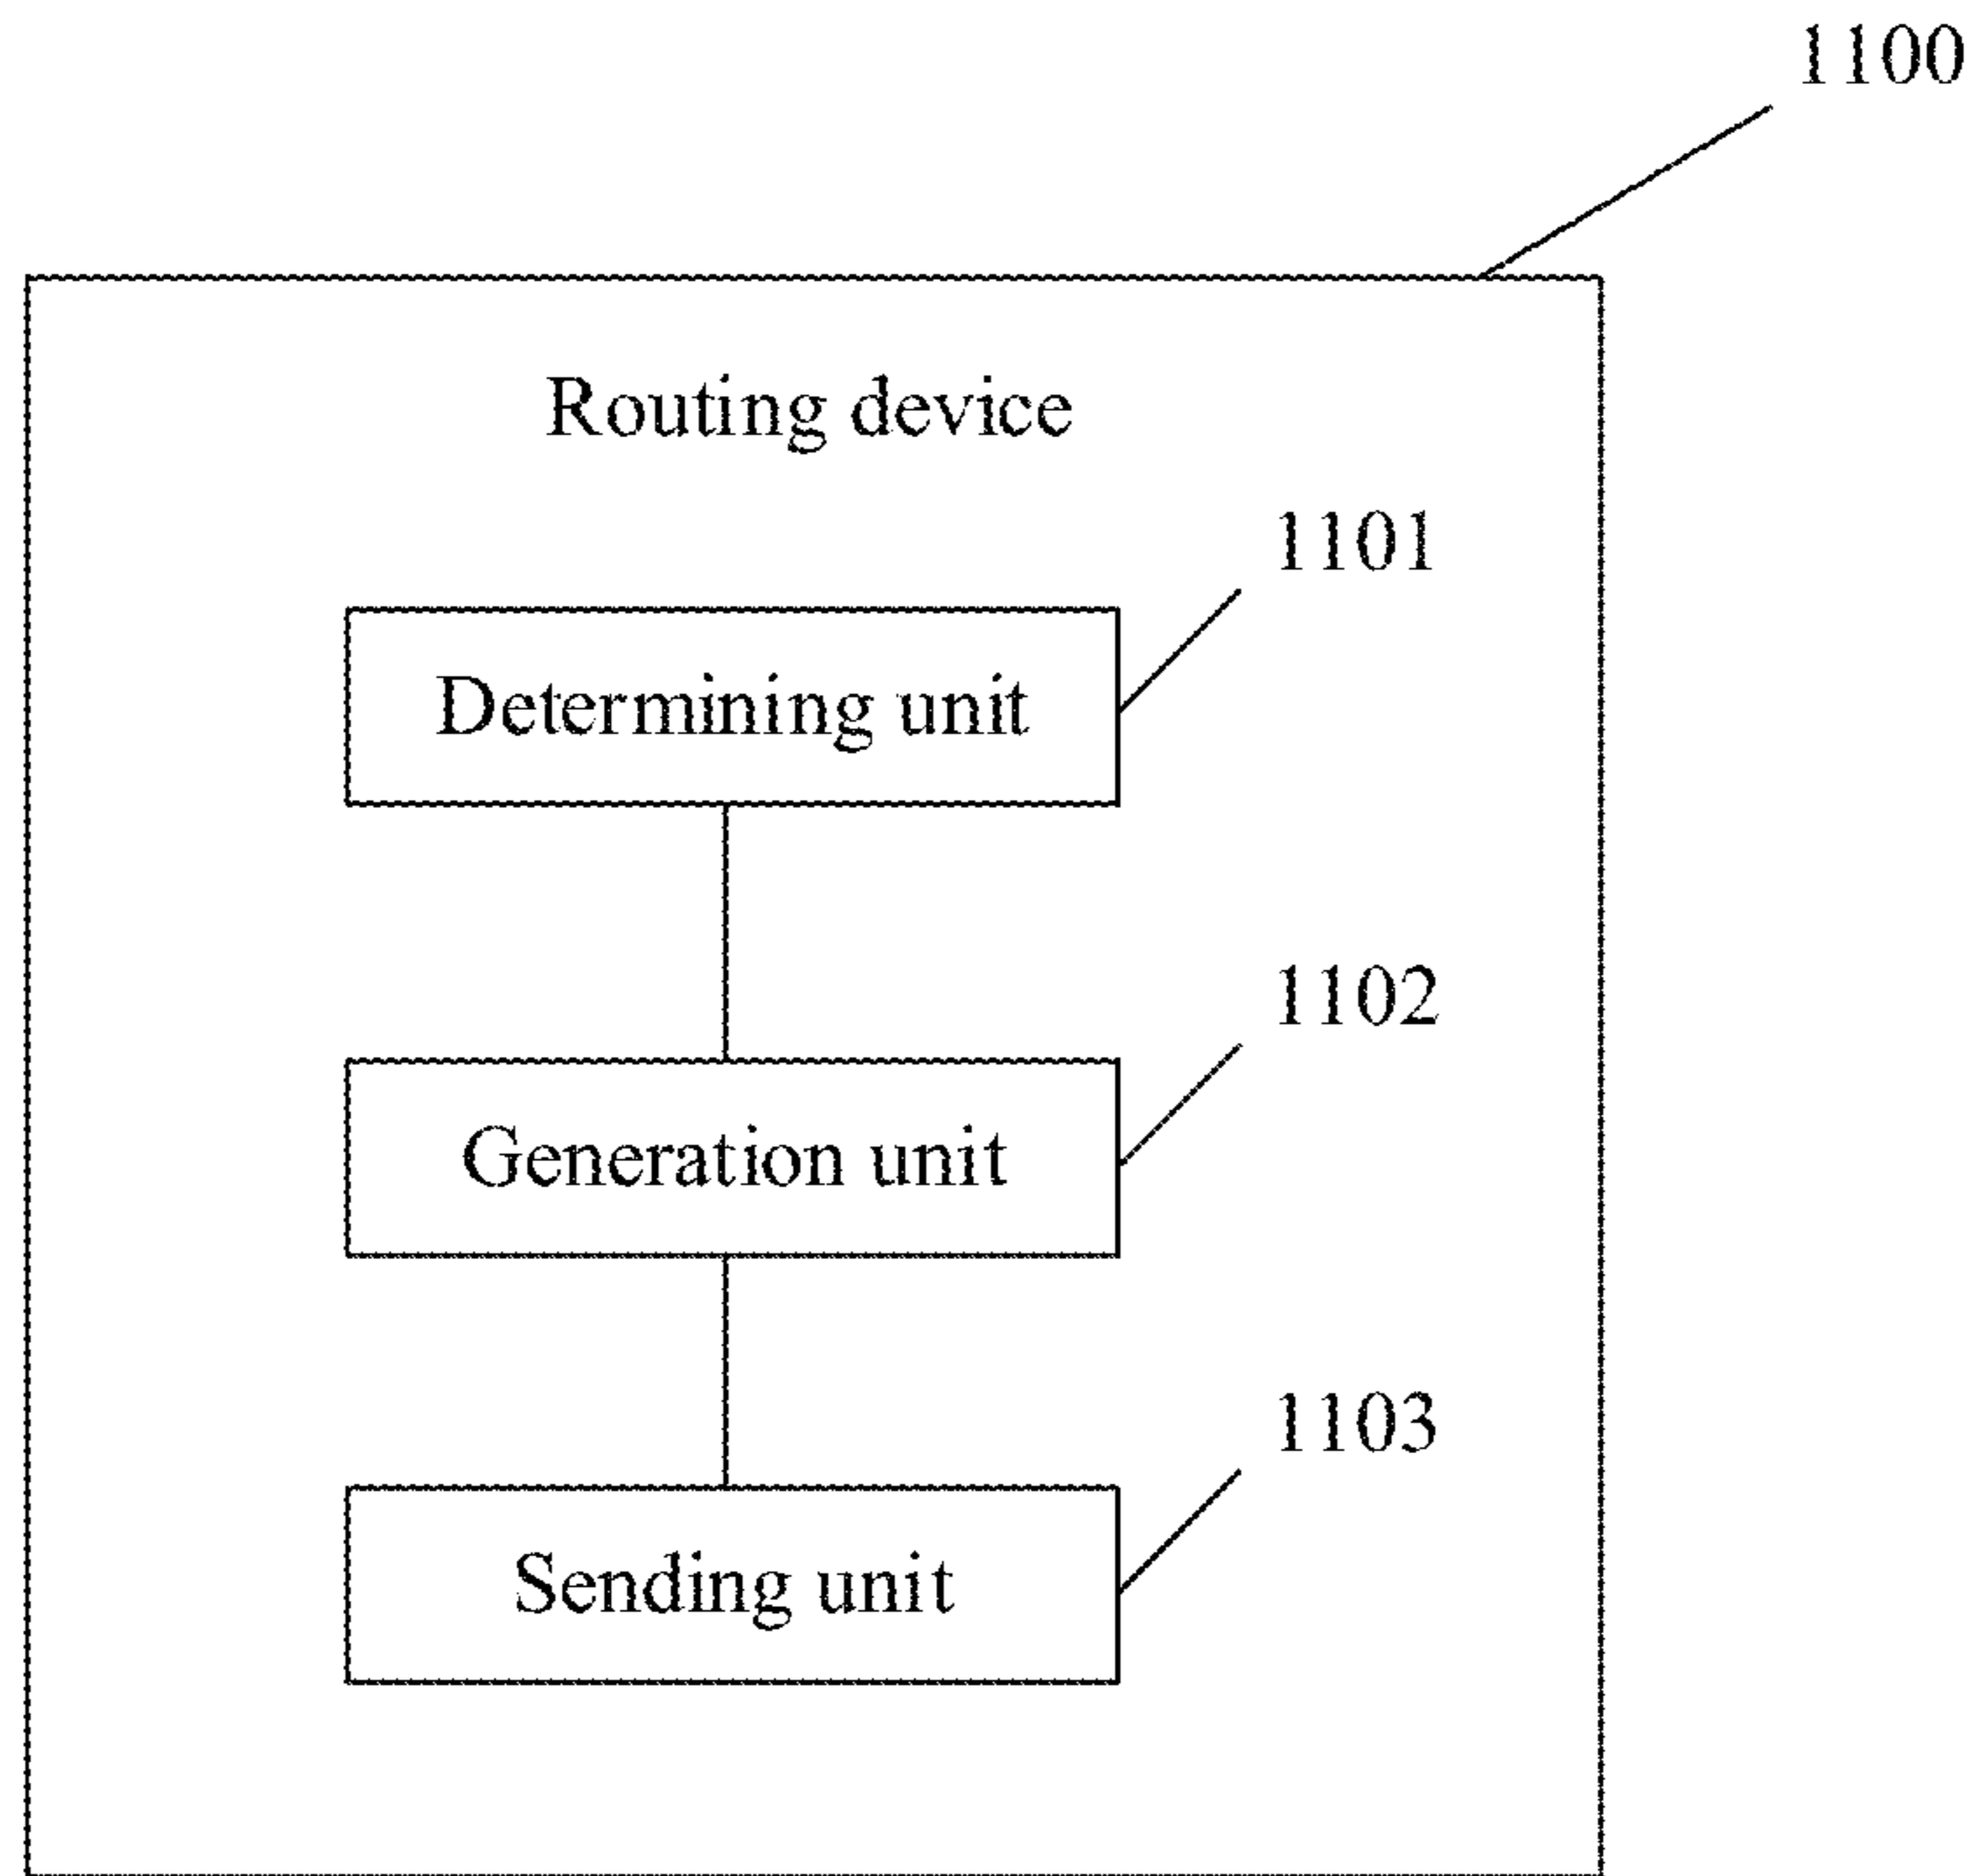 1100
Routing device
1101
Determining unit
1102
Generation unit
1103
Sending unit